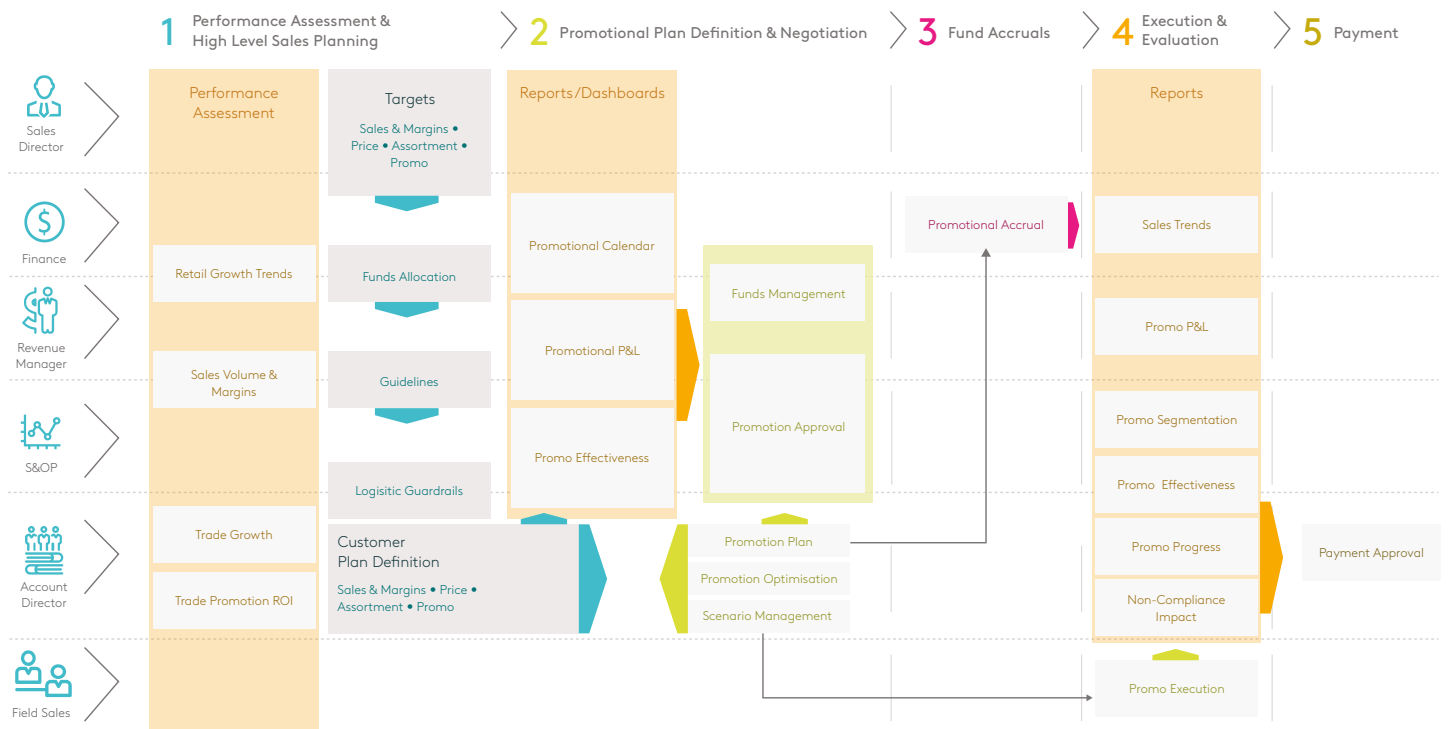 1 Performance Assessment &
High Level Sales Planning
2 Promotional Plan Definition & Negotiation
3 Fund Accruals
4 Execution &
Evaluation
5 Payment
Sales
Director
Finance
Revenue
Manager
S&OP
Account
Director
Field Sales
Performance
Assessment
Retail Growth Trends
Sales Volume &
Margins
Trade Growth
Trade Promotion ROI
Targets
Sales & Margins •
Price • Assortment •
Promo
Funds Allocation
Guidelines
Logisitic Guardrails
Customer
Plan Definition
Sales & Margins • Price •
Assortment • Promo
Reports/Dashboards
Promotional Calendar
Promotional P&L
Promo Effectiveness
Funds Management
Promotion Approval
Promotion Plan
Promotion Optimisation
Scenario Management
Promotional Accrual
Reports
Sales Trends
Promo P&L
Promo Segmentation
Promo Effectiveness
Promo Progress
Non-Compliance
Impact
Promo Execution
Payment Approval